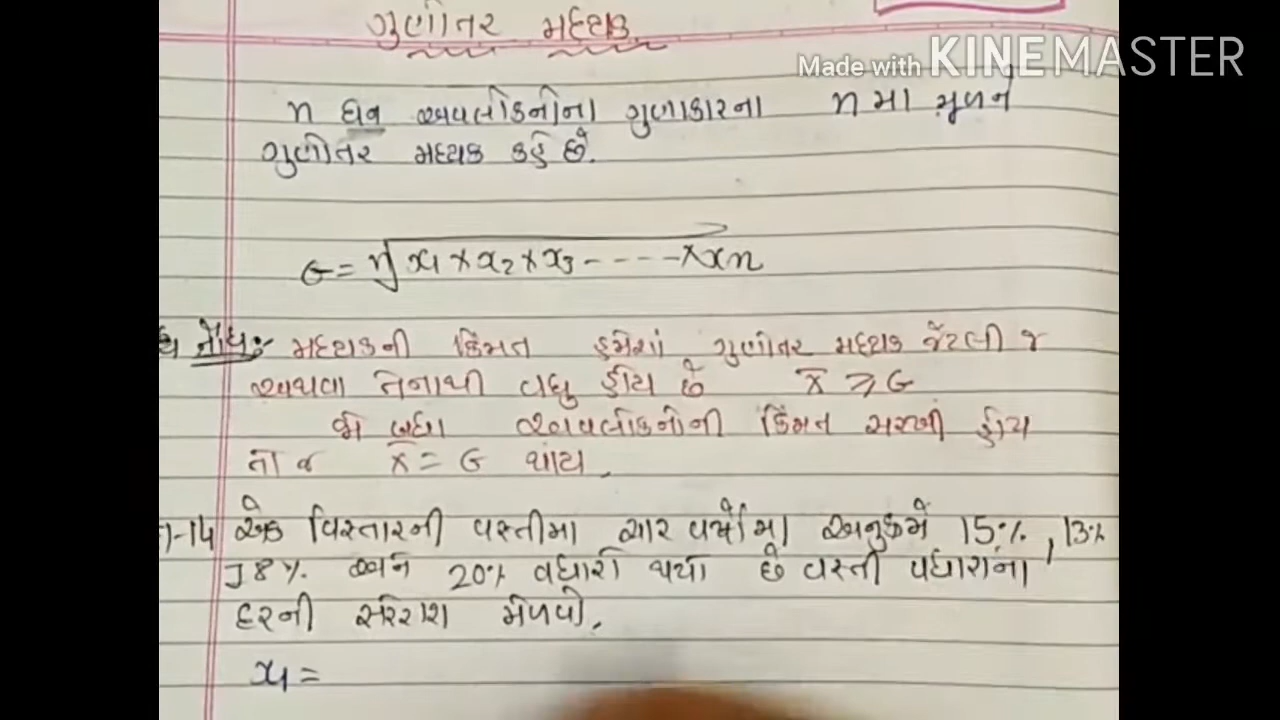 ગુણોતર મધ્યક
Made with KINEMASTER
n ઘન અવલોકનોના ગુણાકારના n મા મૂળને
ગુણોતર મધ્યક કહે છે.
G = n√x1 × x2 × x3 - - - - - × xn
નોંધ: મધ્યકની કિંમત હંમેશાં ગુણોતર મધ્યક જેટલી જ
અથવા તેનાથી વધુ હોય છે x̄ ⩾ G
જો બધા અવલોકનોની કિંમત સરખી હોય
તો જ x̄ = G થાય.
-14 એક વિસ્તારની વસ્તીમા ચાર વર્ષોમા અનુક્રમે 15%, 13%
18% અને 20% વધારો થયો છે વસ્તી વધારાના
દરની સરેરાશ મેળવો.
x1 =